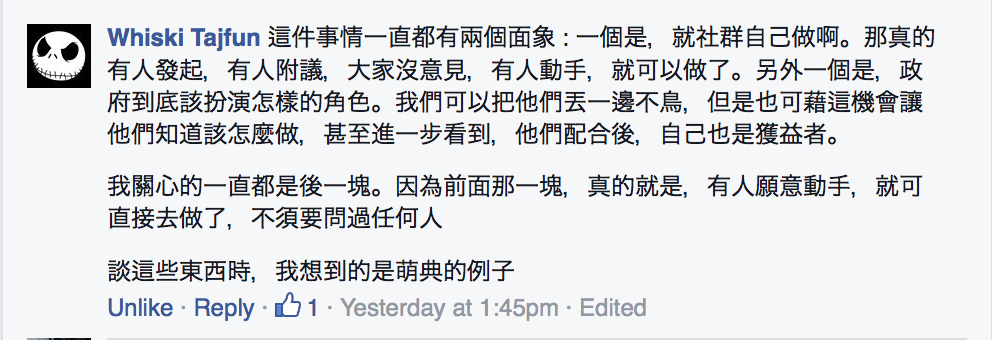 Whiski Tajfun 這件事情一直都有兩個面象 : 一個是，就社群自己做啊。那真的
有人發起，有人附議，大家沒意見，有人動手，就可以做了。另外一個是，政
府到底該扮演怎樣的角色。我們可以把他們丟一邊不鳥，但是也可藉這機會讓
他們知道該怎麼做，甚至進一步看到，他們配合後，自己也是獲益者。
我關心的一直都是後一塊。因為前面那一塊，真的就是，有人願意動手，就可
直接去做了，不須要問過任何人
談這些東西時，我想到的是萌典的例子
Unlike · Reply · 1 · Yesterday at 1:45pm · Edited